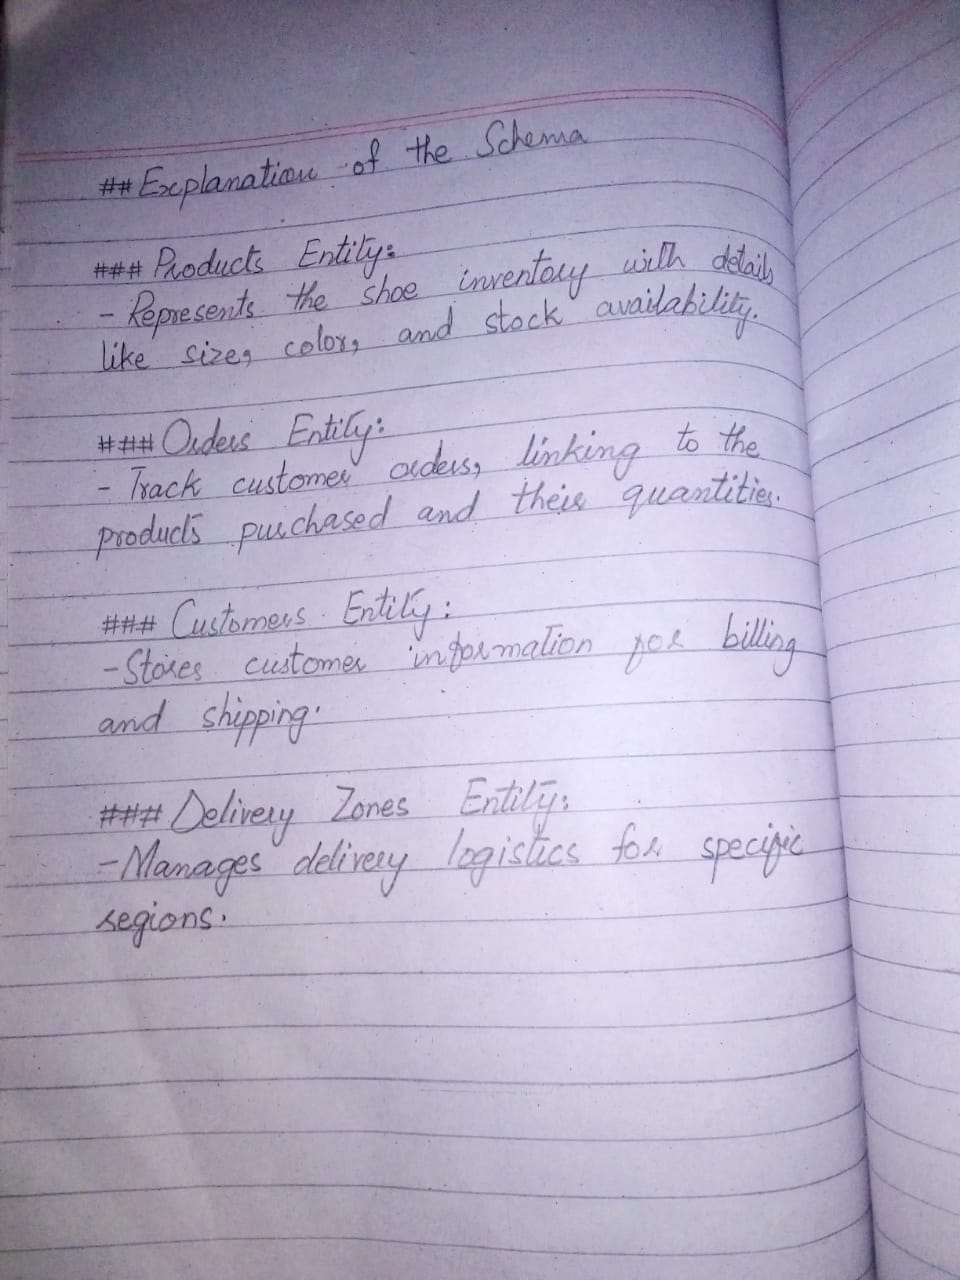 ## Explanation of the Schema
### Products Entity:
- Represents the shoe inventory with details
like size, color, and stock availability.
### Orders Entity:
- Track customer orders, linking to the
products purchased and their quantities.
### Customers Entity:
- Stores customer information for billing
and shipping.
### Delivery Zones Entity:
- Manages delivery logistics for specific
regions.